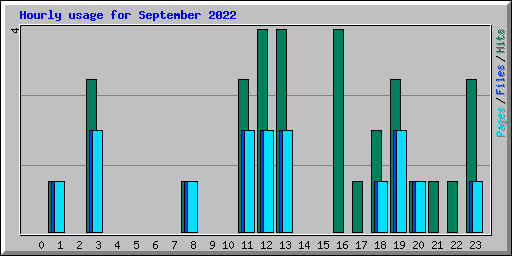 Hourly usage for September 2022
4
Pages/Files/Hits
0 1 2 3 4 5 6 7 8 9 10 11 12 13 14 15 16 17 18 19 20 21 22 23